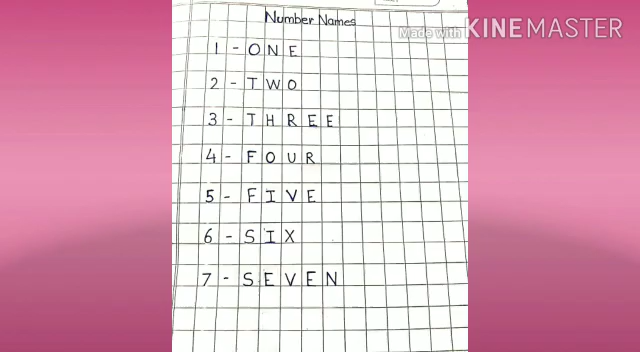 Number Names
Made with KINEMASTER
1 - ONE
2 - TWO
3 - THREE
4 - FOUR
5 - FIVE
6 - SIX
7 - SEVEN